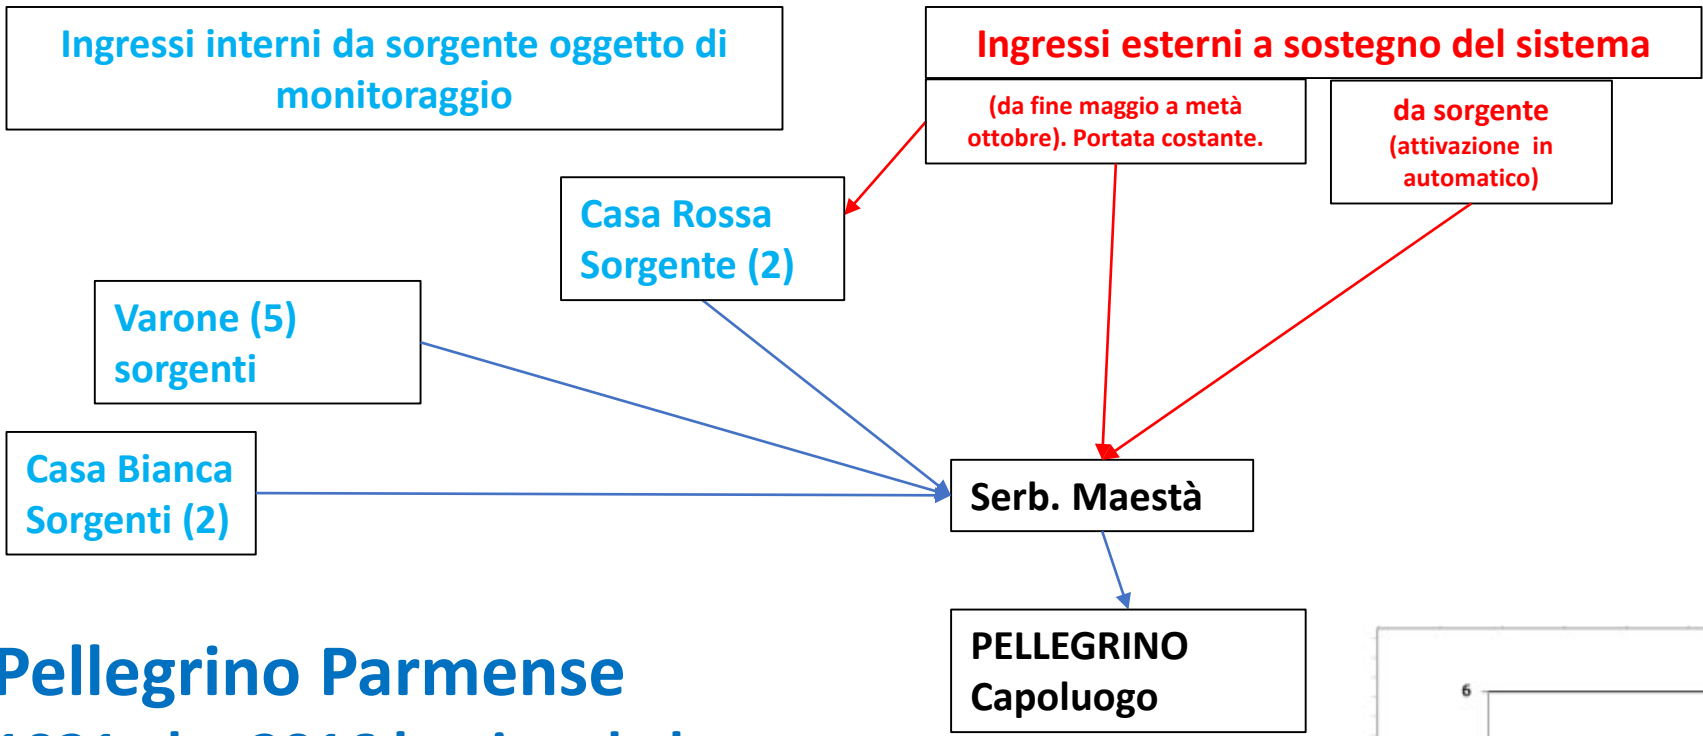 Ingressi interni da sorgente oggetto di
monitoraggio
Ingressi esterni a sostegno del sistema
(da fine maggio a metà
ottobre). Portata costante.
da sorgente
(attivazione in
automatico)
Casa Rossa
Sorgente (2)
Varone (5)
sorgenti
Casa Bianca
Sorgenti (2)
Serb. Maestà
PELLEGRINO
Capoluogo
Pellegrino Parmense
6